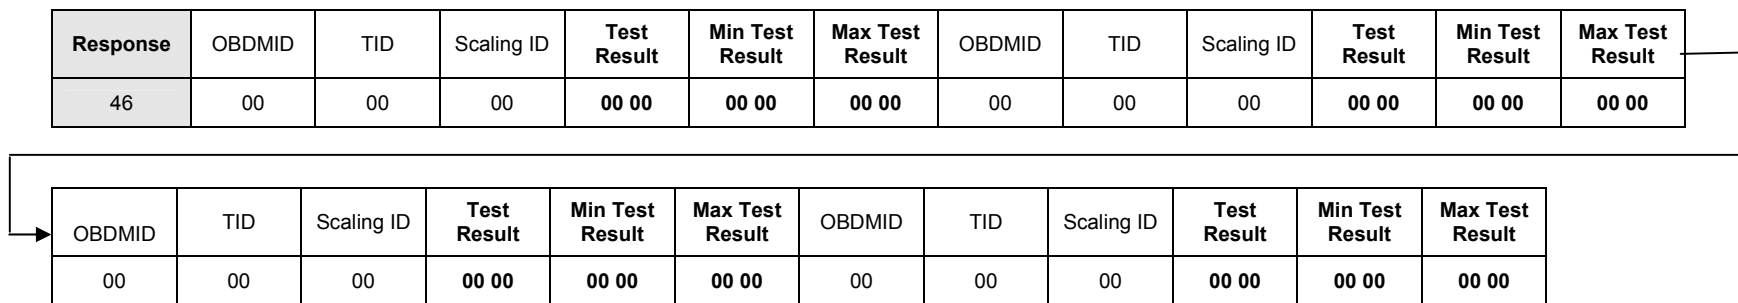 Response OBDMID TID Scaling ID Test Result Min Test Result Max Test Result OBDMID TID Scaling ID Test Result Min Test Result Max Test Result
46 00 00 00 00 00 00 00 00 00 00 00 00 00 00 00 00 00 00
OBDMID TID Scaling ID Test Result Min Test Result Max Test Result OBDMID TID Scaling ID Test Result Min Test Result Max Test Result
00 00 00 00 00 00 00 00 00 00 00 00 00 00 00 00 00 00